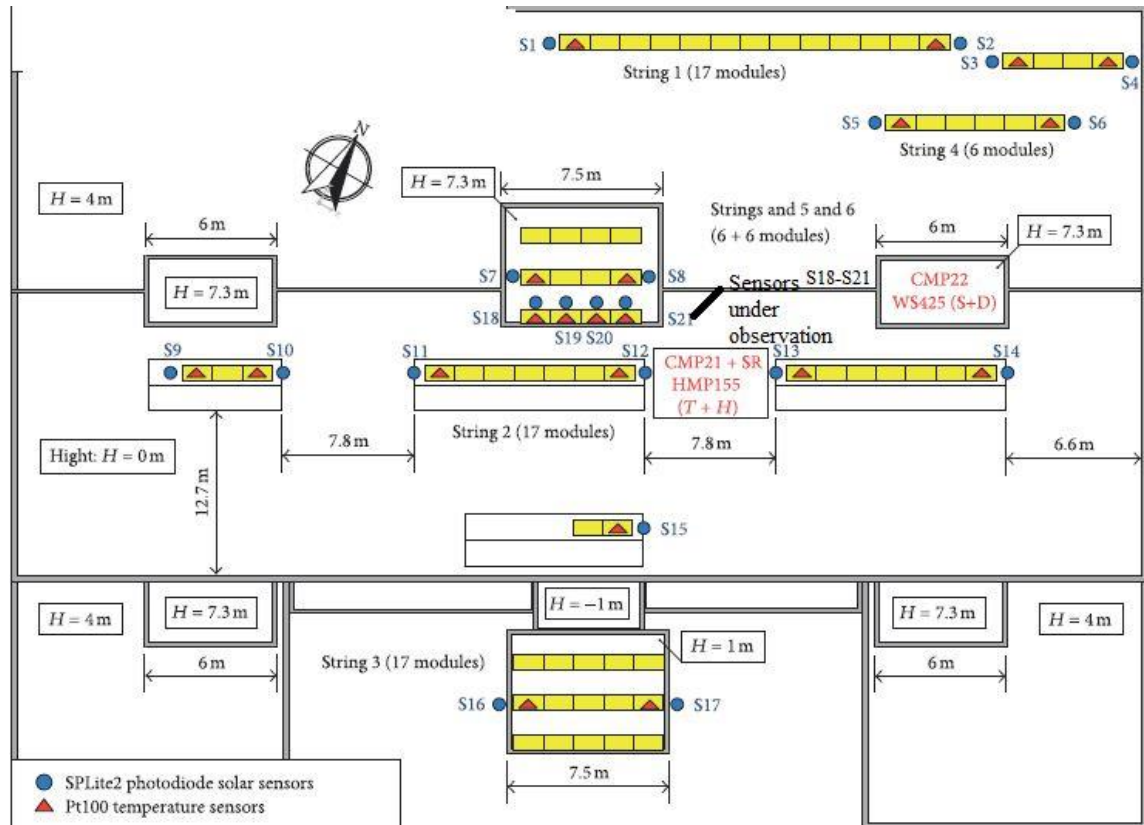 S1
S2
String 1 (17 modules)
S3
S4
S5
S6
String 4 (6 modules)
N
H = 4 m
H = 7.3 m
7.5 m
Strings and 5 and 6
(6 + 6 modules)
6 m
H = 7.3 m
6 m
H = 7.3 m
S7
S8
Sensors
under
observation
S18-S21
CMP22
WS425 (S+D)
S18
S19 S20
S21
S9
S10
S11
S12
CMP21 + SR
HMP155
(T + H)
S13
S14
Hight: H = 0 m
7.8 m
String 2 (17 modules)
7.8 m
6.6 m
12.7 m
S15
H = 4 m
H = 7.3 m
H = −1 m
H = 7.3 m
H = 4 m
6 m
String 3 (17 modules)
H = 1 m
6 m
S16
S17
7.5 m
SPLite2 photodiode solar sensors
Pt100 temperature sensors